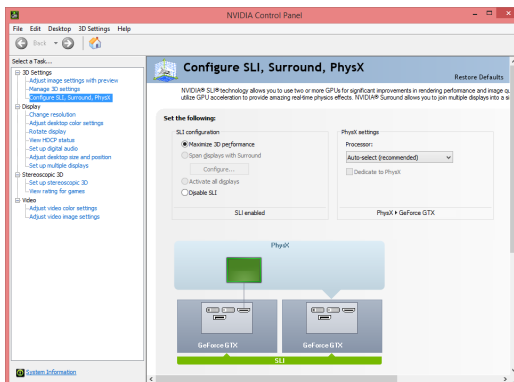 NVIDIA Control Panel
File Edit Desktop 3D Settings Help
Back
Select a Task...
3D Settings
Adjust image settings with preview
Manage 3D settings
Configure SLI, Surround, PhysX
Display
Change resolution
Adjust desktop color settings
Rotate display
View HDCP status
Set up digital audio
Adjust desktop size and position
Set up multiple displays
Stereoscopic 3D
Set up stereoscopic 3D
View rating for games
Video
Adjust video color settings
Adjust video image settings
System Information
Configure SLI, Surround, PhysX
Restore Defaults
NVIDIA® SLI® technology allows you to use two or more GPUs for significant improvements in rendering performance and image qu
utilize GPU acceleration to provide amazing real-time physics effects. NVIDIA® Surround allows you to join multiple displays into a si
Set the following:
SLI configuration
Maximize 3D performance
Span displays with Surround
Configure...
Activate all displays
Disable SLI
SLI enabled
PhysX settings
Processor:
Auto-select (recommended)
Dedicate to PhysX
PhysX ▸ GeForce GTX
PhysX
GeForce GTX
GeForce GTX
SLI